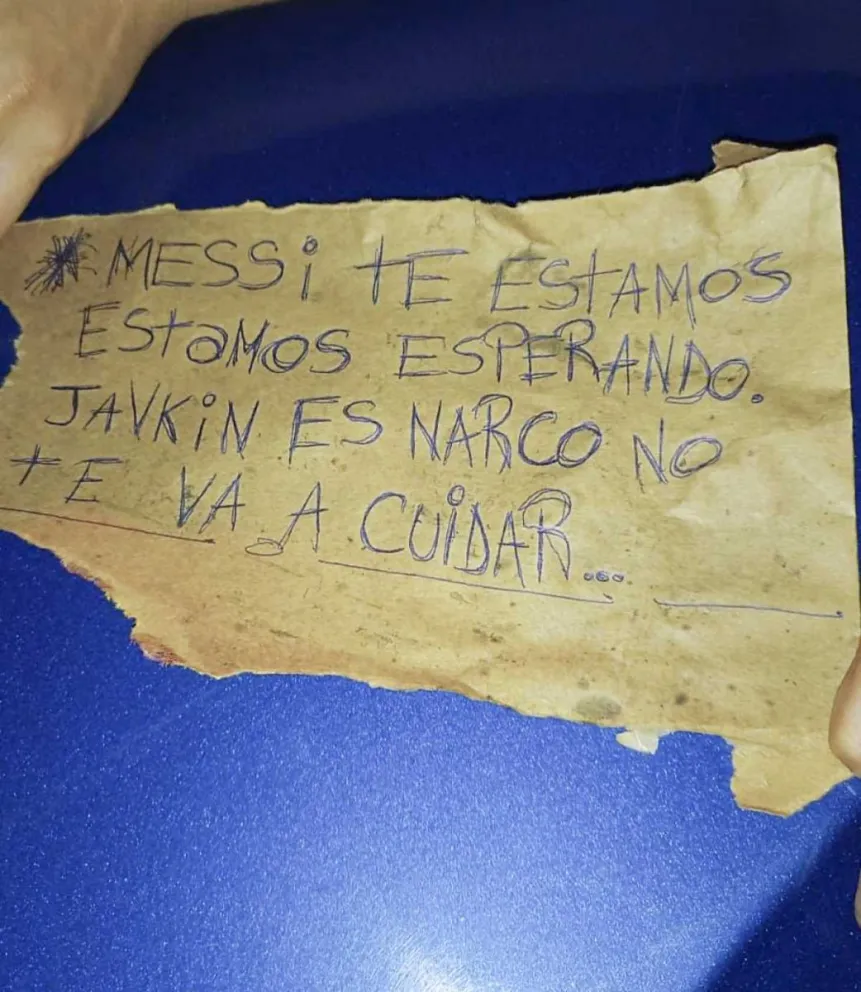 MESSi tE EStAMOS
EStaMOS ESPERANDO.
JAVKiN ES NARCO NO
tE VA A CUiDAR...